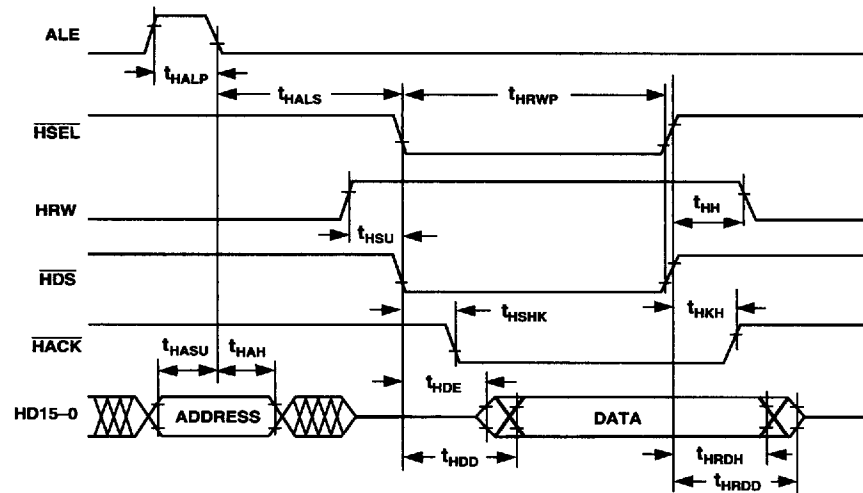 ALE
tHALP
tHALS
tHRWP
HSEL
HRW
tHSU
tHH
HDS
tHSHK
tHKH
HACK
tHASU
tHAH
tHDE
HD15–0
ADDRESS
DATA
tHDD
tHRDH
tHRDD